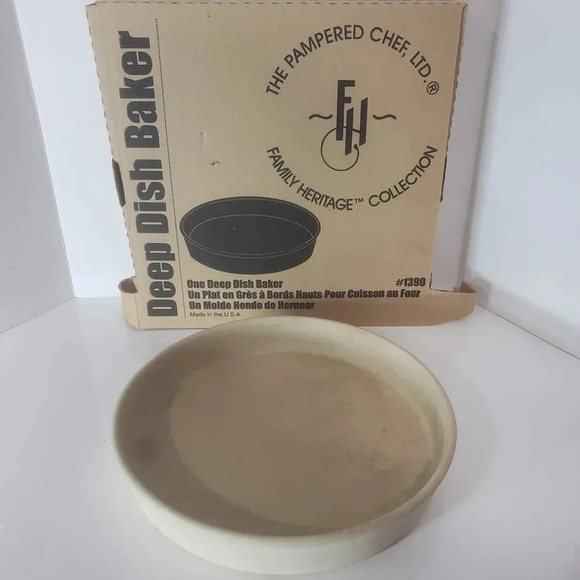 Deep Dish Baker
THE PAMPERED CHEF, LTD.®
FH
FAMILY HERITAGE™ COLLECTION
One Deep Dish Baker #1390
Un Plat en Grès à Bords Hauts Pour Cuisson au Four
Un Molde Hondo de Hornear
Made in the U.S.A.